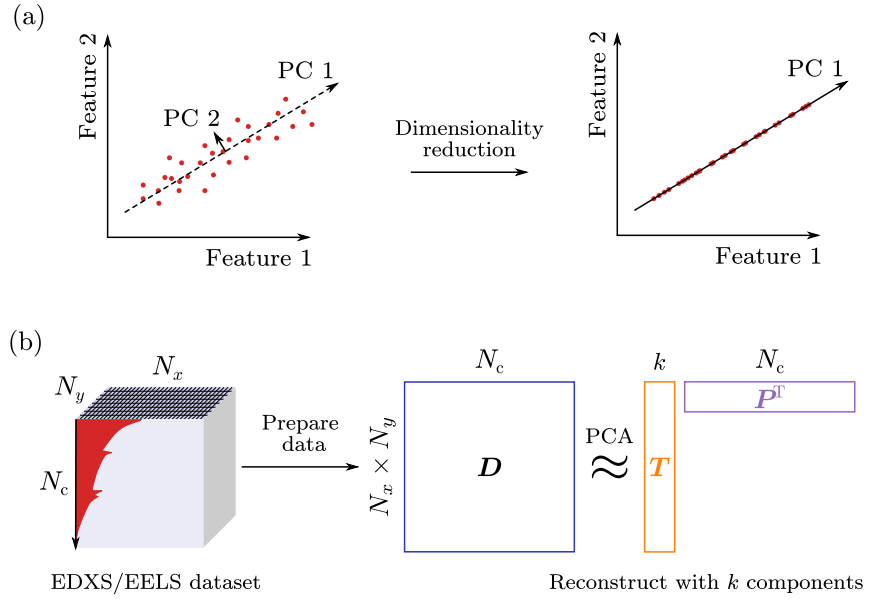 (a)
Feature 2
PC 1
PC 2
Feature 1
Dimensionality
reduction
Feature 2
PC 1
Feature 1
(b)
N_x
N_y
N_c
EDXS/EELS dataset
Prepare
data
N_c
N_x × N_y
D
PCA
≈
k
T
N_c
P^T
Reconstruct with k components